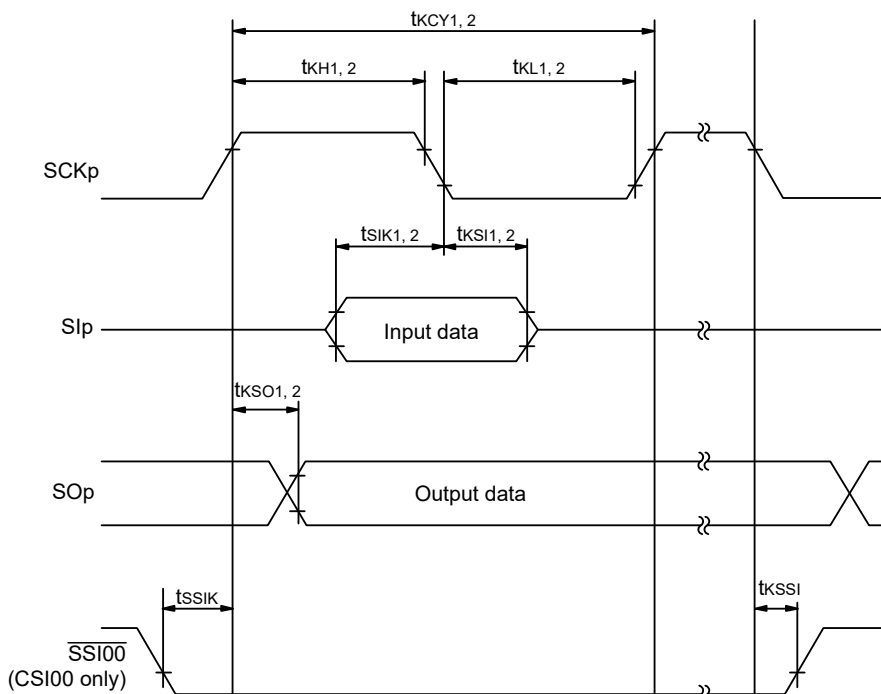 tKCY1, 2
tKH1, 2
tKL1, 2
SCKp
tSIK1, 2
tKSI1, 2
SIp
Input data
tKSO1, 2
SOp
Output data
tSSIK
tKSSI
SSI00
(CSI00 only)